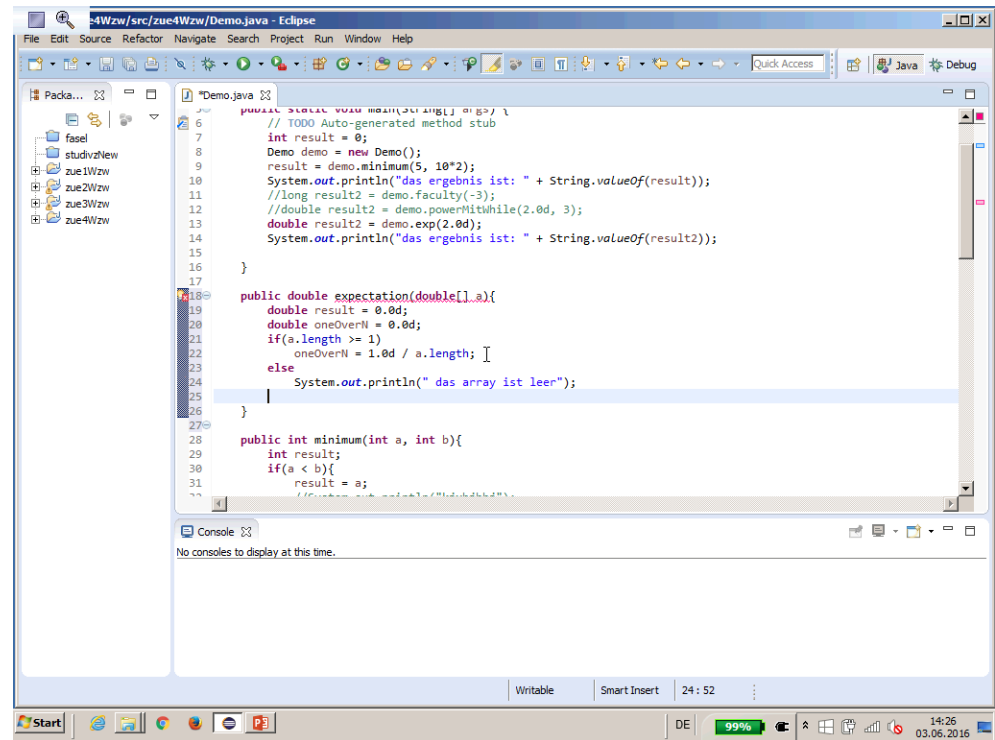 e4Wzw/src/zue4Wzw/Demo.java - Eclipse
File Edit Source Refactor Navigate Search Project Run Window Help
Quick Access Java Debug
Packa...
fasel
studivzNew
zue1Wzw
zue2Wzw
zue3Wzw
zue4Wzw
*Demo.java
public static void main(String[] args) {
6 // TODO Auto-generated method stub
7 int result = 0;
8 Demo demo = new Demo();
9 result = demo.minimum(5, 10*2);
10 System.out.println("das ergebnis ist: " + String.valueOf(result));
11 //long result2 = demo.faculty(-3);
12 //double result2 = demo.powerMitWhile(2.0d, 3);
13 double result2 = demo.exp(2.0d);
14 System.out.println("das ergebnis ist: " + String.valueOf(result2));
15
16 }
17
18 public double expectation(double[] a){
19 double result = 0.0d;
20 double oneOverN = 0.0d;
21 if(a.length >= 1)
22 oneOverN = 1.0d / a.length;
23 else
24 System.out.println(" das array ist leer");
25
26 }
27
28 public int minimum(int a, int b){
29 int result;
30 if(a < b){
31 result = a;
Console
No consoles to display at this time.
Writable Smart Insert 24 : 52
Start DE 99% 14:26
03.06.2016